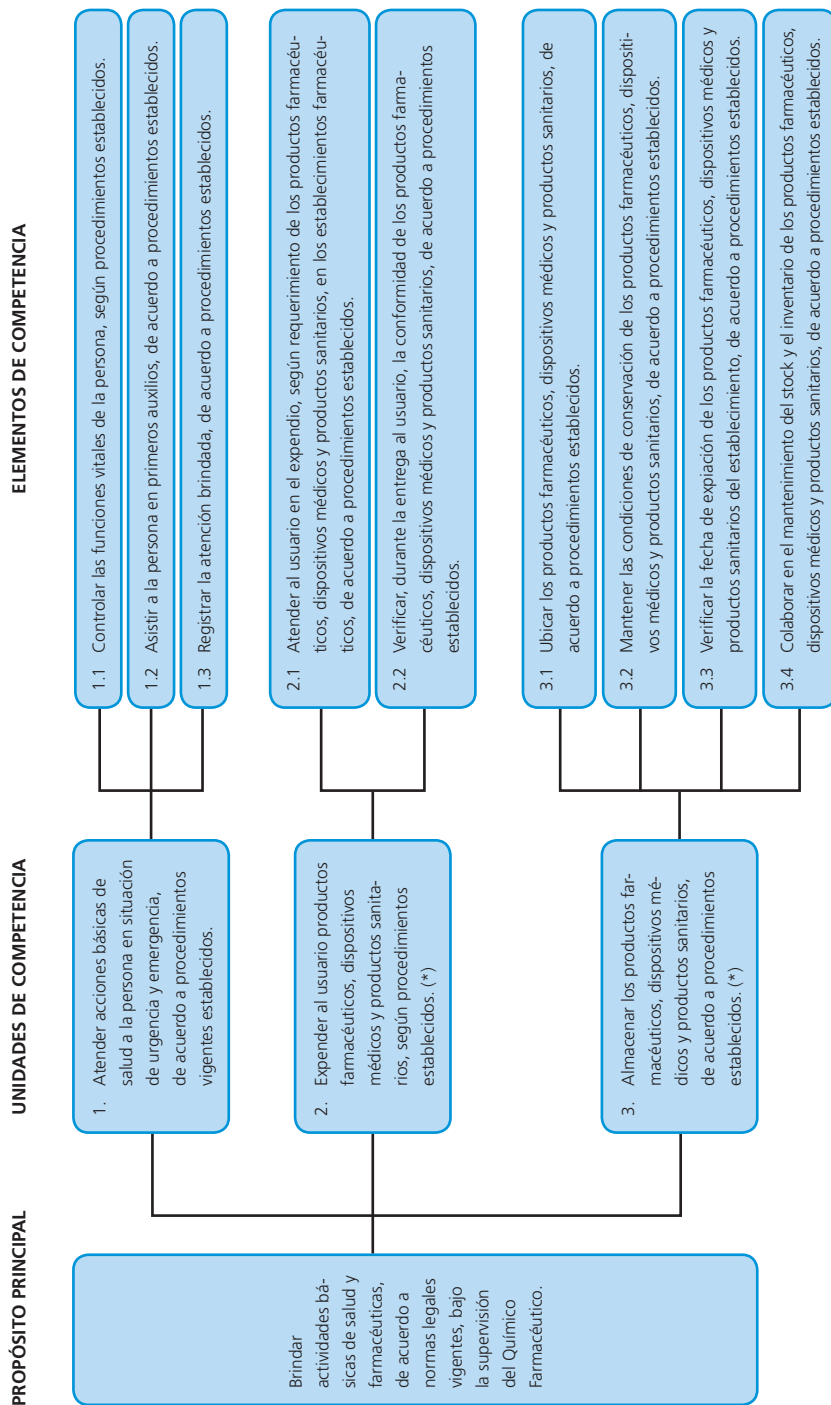 PROPÓSITO PRINCIPAL
UNIDADES DE COMPETENCIA
ELEMENTOS DE COMPETENCIA
Brindar
actividades bá-
sicas de salud y
farmacéuticas,
de acuerdo a
normas legales
vigentes, bajo
la supervisión
del Químico
Farmacéutico.
1. Atender acciones básicas de
salud a la persona en situación
de urgencia y emergencia,
de acuerdo a procedimientos
vigentes establecidos.
1.1 Controlar las funciones vitales de la persona, según procedimientos establecidos.
1.2 Asistir a la persona en primeros auxilios, de acuerdo a procedimientos establecidos.
1.3 Registrar la atención brindada, de acuerdo a procedimientos establecidos.
2. Expender al usuario productos
farmacéuticos, dispositivos
médicos y productos sanita-
rios, según procedimientos
establecidos. (*)
2.1 Atender al usuario en el expendio, según requerimiento de los productos farmacéu-
ticos, dispositivos médicos y productos sanitarios, en los establecimientos farmacéu-
ticos, de acuerdo a procedimientos establecidos.
2.2 Verificar, durante la entrega al usuario, la conformidad de los productos farma-
céuticos, dispositivos médicos y productos sanitarios, de acuerdo a procedimientos
establecidos.
3. Almacenar los productos far-
macéuticos, dispositivos mé-
dicos y productos sanitarios,
de acuerdo a procedimientos
establecidos. (*)
3.1 Ubicar los productos farmacéuticos, dispositivos médicos y productos sanitarios, de
acuerdo a procedimientos establecidos.
3.2 Mantener las condiciones de conservación de los productos farmacéuticos, dispositi-
vos médicos y productos sanitarios, de acuerdo a procedimientos establecidos.
3.3 Verificar la fecha de expiación de los productos farmacéuticos, dispositivos médicos y
productos sanitarios del establecimiento, de acuerdo a procedimientos establecidos.
3.4 Colaborar en el mantenimiento del stock y el inventario de los productos farmacéuticos,
dispositivos médicos y productos sanitarios, de acuerdo a procedimientos establecidos.